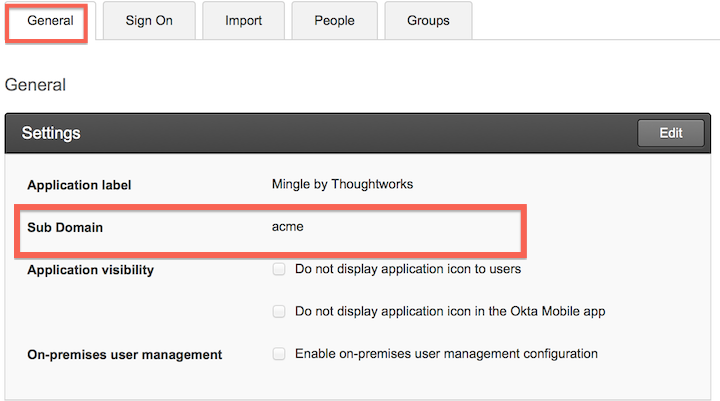 General Sign On Import People Groups
General
Settings Edit
Application label Mingle by Thoughtworks
Sub Domain acme
Application visibility Do not display application icon to users
Do not display application icon in the Okta Mobile app
On-premises user management Enable on-premises user management configuration